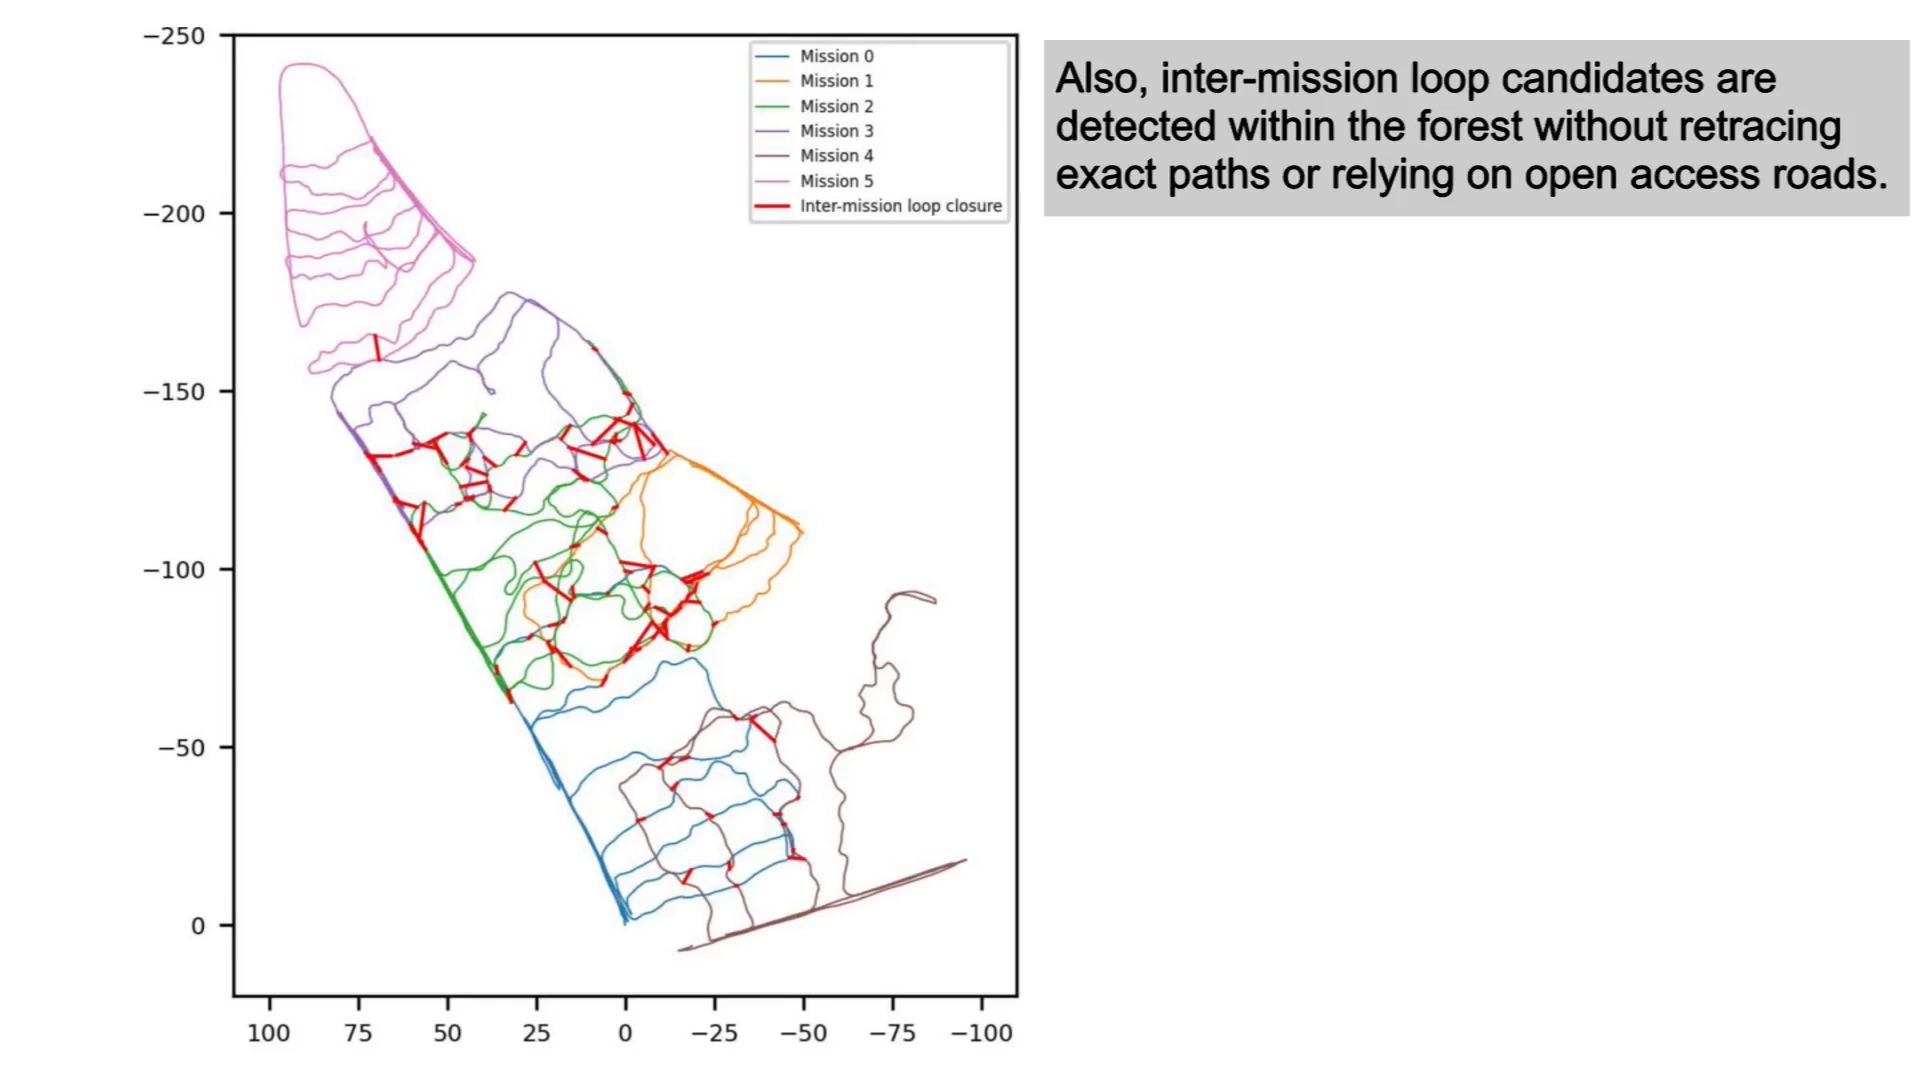 −250
−200
−150
−100
−50
0
100 75 50 25 0 −25 −50 −75 −100
Mission 0
Mission 1
Mission 2
Mission 3
Mission 4
Mission 5
Inter-mission loop closure
Also, inter-mission loop candidates are
detected within the forest without retracing
exact paths or relying on open access roads.